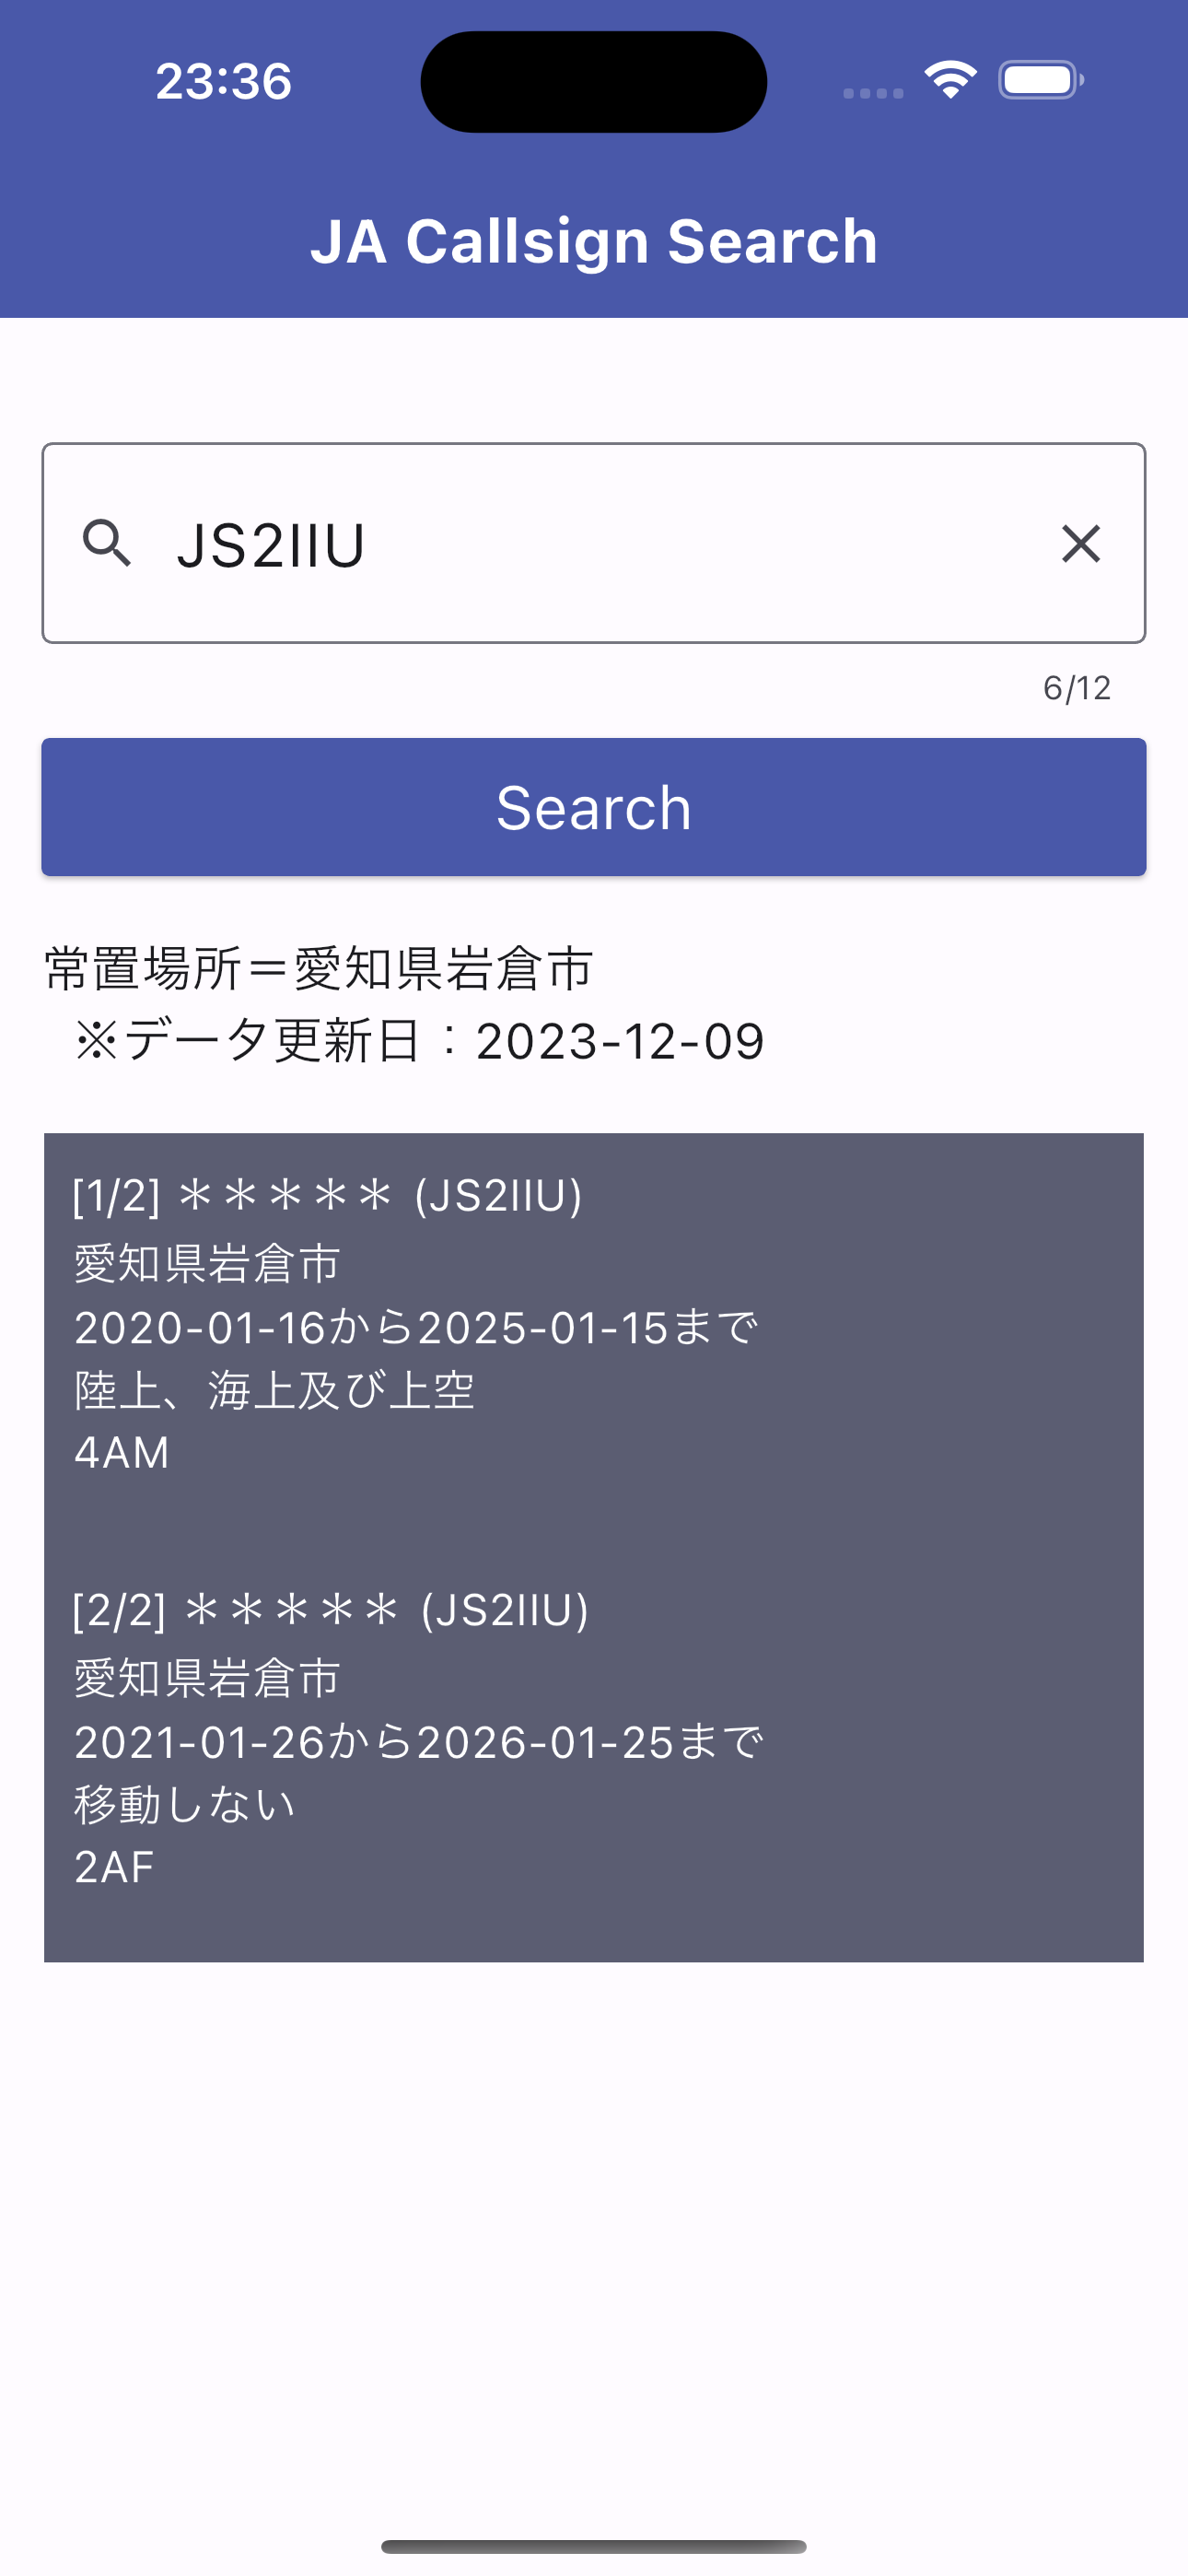 23:36
JA Callsign Search
JS2IIU
6/12
Search
常置場所＝愛知県岩倉市
※データ更新日：2023-12-09
[1/2] ＊＊＊＊＊ (JS2IIU)
愛知県岩倉市
2020-01-16から2025-01-15まで
陸上、海上及び上空
4AM
[2/2] ＊＊＊＊＊ (JS2IIU)
愛知県岩倉市
2021-01-26から2026-01-25まで
移動しない
2AF